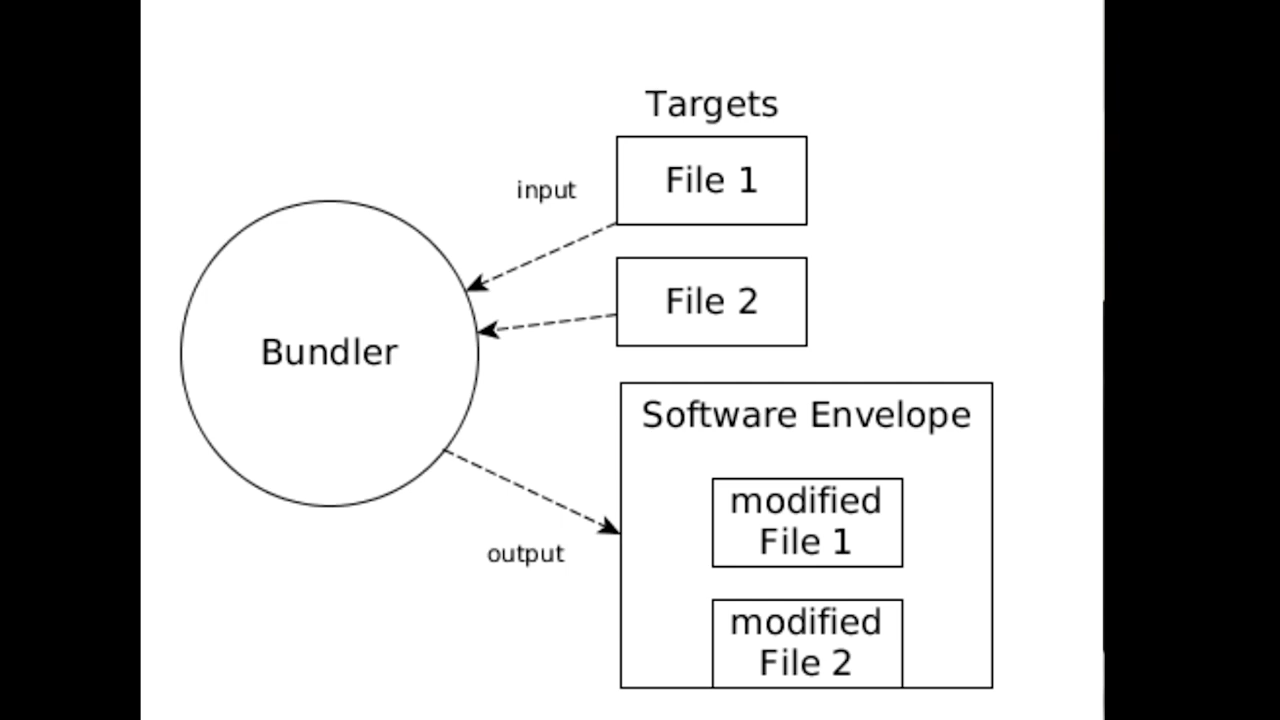 Targets
File 1
input
File 2
Bundler
Software Envelope
modified
File 1
output
modified
File 2